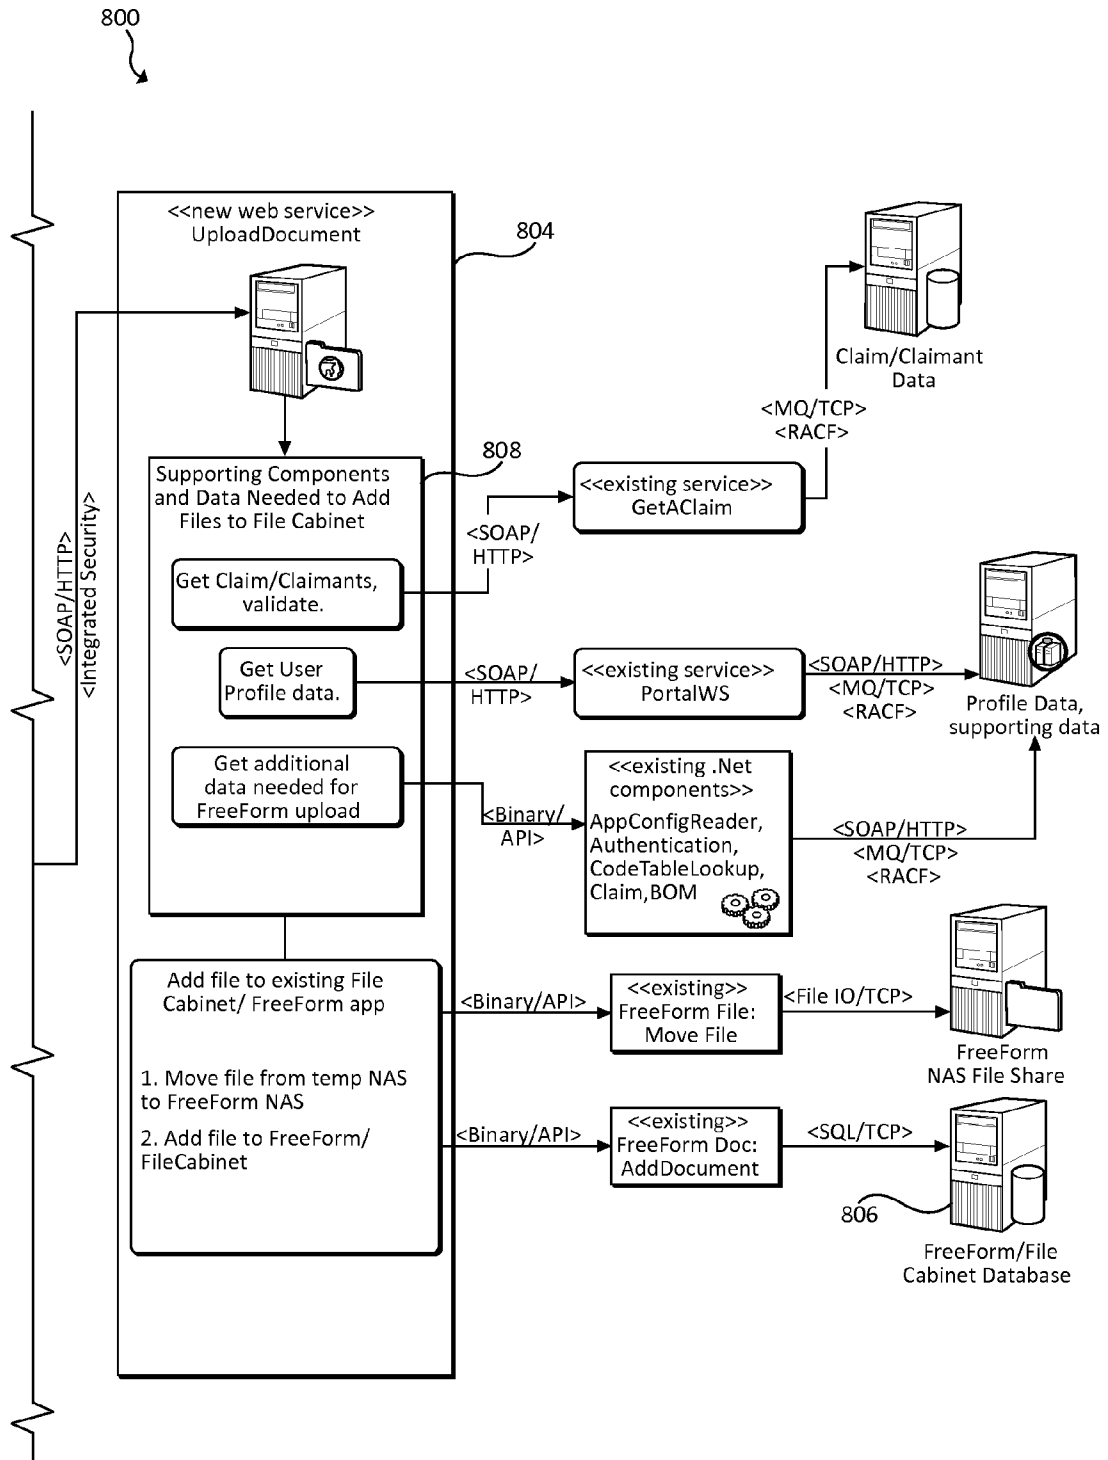 800
<<new web service>>
UploadDocument
804
<SOAP/HTTP>
<Integrated Security>
808
Supporting Components
and Data Needed to Add
Files to File Cabinet
Get Claim/Claimants,
validate.
Get User
Profile data.
Get additional
data needed for
FreeForm upload
<SOAP/
HTTP>
<<existing service>>
GetAClaim
<MQ/TCP>
<RACF>
Claim/Claimant
Data
<SOAP/
HTTP>
<<existing service>>
PortalWS
<SOAP/HTTP>
<MQ/TCP>
<RACF>
Profile Data,
supporting data
<Binary/
API>
<<existing .Net
components>>
AppConfigReader,
Authentication,
CodeTableLookup,
Claim,BOM
<SOAP/HTTP>
<MQ/TCP>
<RACF>
Add file to existing File
Cabinet/ FreeForm app
1. Move file from temp NAS
to FreeForm NAS
2. Add file to FreeForm/
FileCabinet
<Binary/API>
<<existing>>
FreeForm File:
Move File
<File IO/TCP>
FreeForm
NAS File Share
<Binary/API>
<<existing>>
FreeForm Doc:
AddDocument
<SQL/TCP>
806
FreeForm/File
Cabinet Database